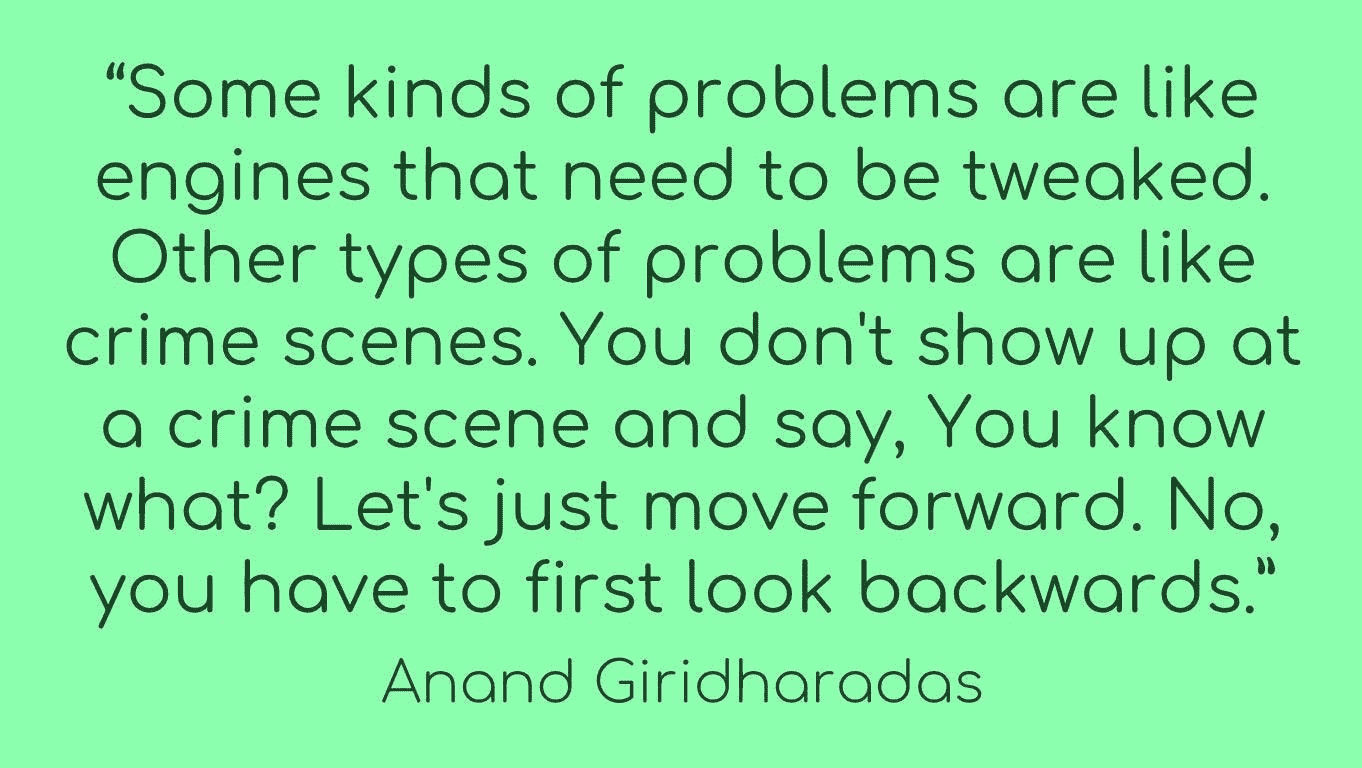 “Some kinds of problems are like
engines that need to be tweaked.
Other types of problems are like
crime scenes. You don't show up at
a crime scene and say, You know
what? Let's just move forward. No,
you have to first look backwards.”
Anand Giridharadas